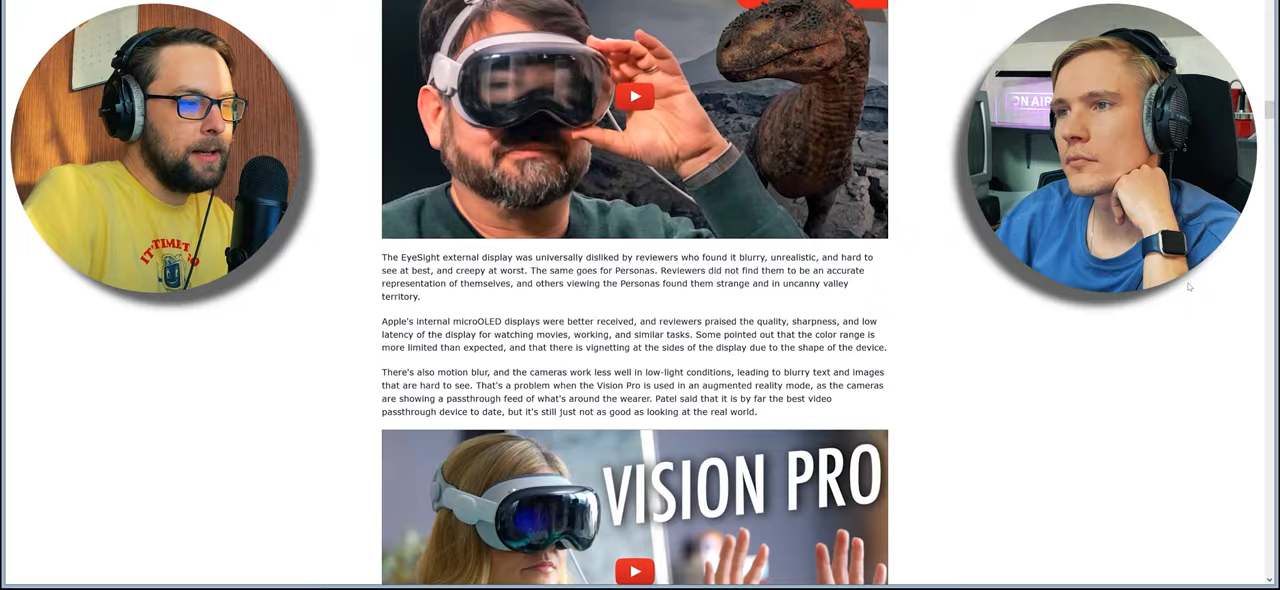 ON AIR
IT'S TIME T
The EyeSight external display was universally disliked by reviewers who found it blurry, unrealistic, and hard to
see at best, and creepy at worst. The same goes for Personas. Reviewers did not find them to be an accurate
representation of themselves, and others viewing the Personas found them strange and in uncanny valley
territory.
Apple's internal microOLED displays were better received, and reviewers praised the quality, sharpness, and low
latency of the display for watching movies, working, and similar tasks. Some pointed out that the color range is
more limited than expected, and that there is vignetting at the sides of the display due to the shape of the device.
There's also motion blur, and the cameras work less well in low-light conditions, leading to blurry text and images
that are hard to see. That's a problem when the Vision Pro is used in an augmented reality mode, as the cameras
are showing a passthrough feed of what's around the wearer. Patel said that it is by far the best video
passthrough device to date, but it's still just not as good as looking at the real world.
VISION PRO